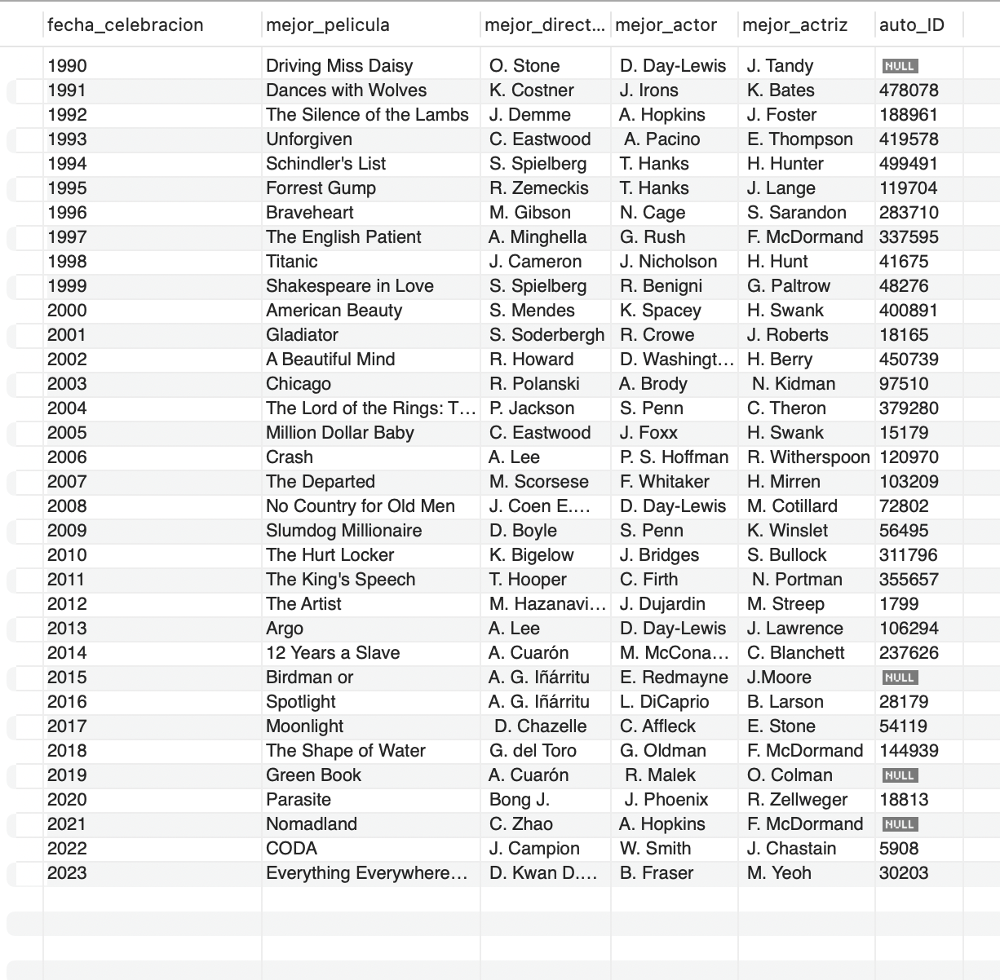 fecha_celebracion mejor_pelicula mejor_direct... mejor_actor mejor_actriz auto_ID
1990 Driving Miss Daisy O. Stone D. Day-Lewis J. Tandy NULL
1991 Dances with Wolves K. Costner J. Irons K. Bates 478078
1992 The Silence of the Lambs J. Demme A. Hopkins J. Foster 188961
1993 Unforgiven C. Eastwood A. Pacino E. Thompson 419578
1994 Schindler's List S. Spielberg T. Hanks H. Hunter 499491
1995 Forrest Gump R. Zemeckis T. Hanks J. Lange 119704
1996 Braveheart M. Gibson N. Cage S. Sarandon 283710
1997 The English Patient A. Minghella G. Rush F. McDormand 337595
1998 Titanic J. Cameron J. Nicholson H. Hunt 41675
1999 Shakespeare in Love S. Spielberg R. Benigni G. Paltrow 48276
2000 American Beauty S. Mendes K. Spacey H. Swank 400891
2001 Gladiator S. Soderbergh R. Crowe J. Roberts 18165
2002 A Beautiful Mind R. Howard D. Washingt... H. Berry 450739
2003 Chicago R. Polanski A. Brody N. Kidman 97510
2004 The Lord of the Rings: T... P. Jackson S. Penn C. Theron 379280
2005 Million Dollar Baby C. Eastwood J. Foxx H. Swank 15179
2006 Crash A. Lee P. S. Hoffman R. Witherspoon 120970
2007 The Departed M. Scorsese F. Whitaker H. Mirren 103209
2008 No Country for Old Men J. Coen E.... D. Day-Lewis M. Cotillard 72802
2009 Slumdog Millionaire D. Boyle S. Penn K. Winslet 56495
2010 The Hurt Locker K. Bigelow J. Bridges S. Bullock 311796
2011 The King's Speech T. Hooper C. Firth N. Portman 355657
2012 The Artist M. Hazanavi... J. Dujardin M. Streep 1799
2013 Argo A. Lee D. Day-Lewis J. Lawrence 106294
2014 12 Years a Slave A. Cuarón M. McCona... C. Blanchett 237626
2015 Birdman or A. G. Iñárritu E. Redmayne J.Moore NULL
2016 Spotlight A. G. Iñárritu L. DiCaprio B. Larson 28179
2017 Moonlight D. Chazelle C. Affleck E. Stone 54119
2018 The Shape of Water G. del Toro G. Oldman F. McDormand 144939
2019 Green Book A. Cuarón R. Malek O. Colman NULL
2020 Parasite Bong J. J. Phoenix R. Zellweger 18813
2021 Nomadland C. Zhao A. Hopkins F. McDormand NULL
2022 CODA J. Campion W. Smith J. Chastain 5908
2023 Everything Everywhere... D. Kwan D.... B. Fraser M. Yeoh 30203